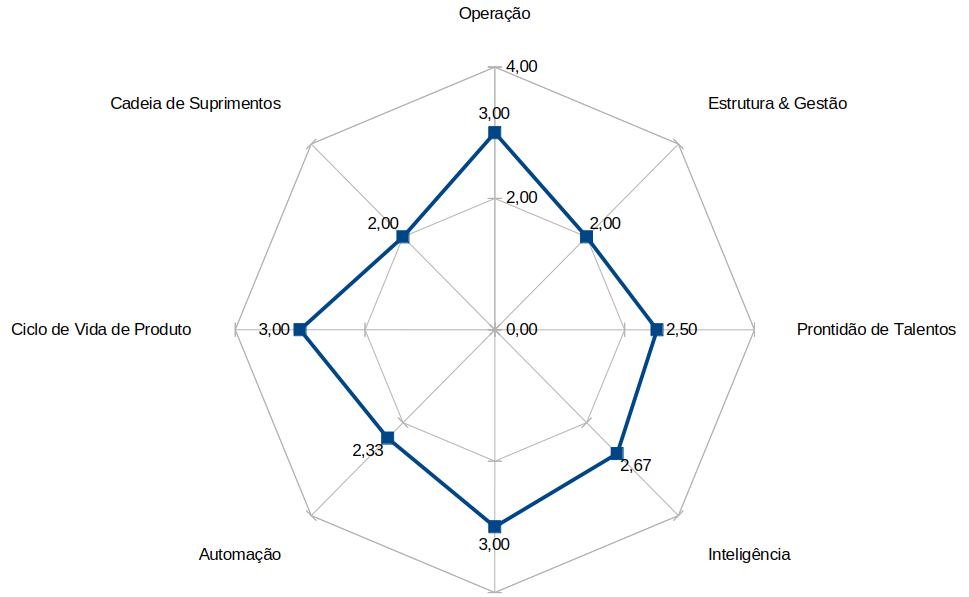 Operação
4,00
Cadeia de Suprimentos
Estrutura & Gestão
3,00
2,00
2,00
2,00
Ciclo de Vida de Produto
3,00
0,00
2,50
Prontidão de Talentos
2,33
2,67
3,00
Automação
Inteligência